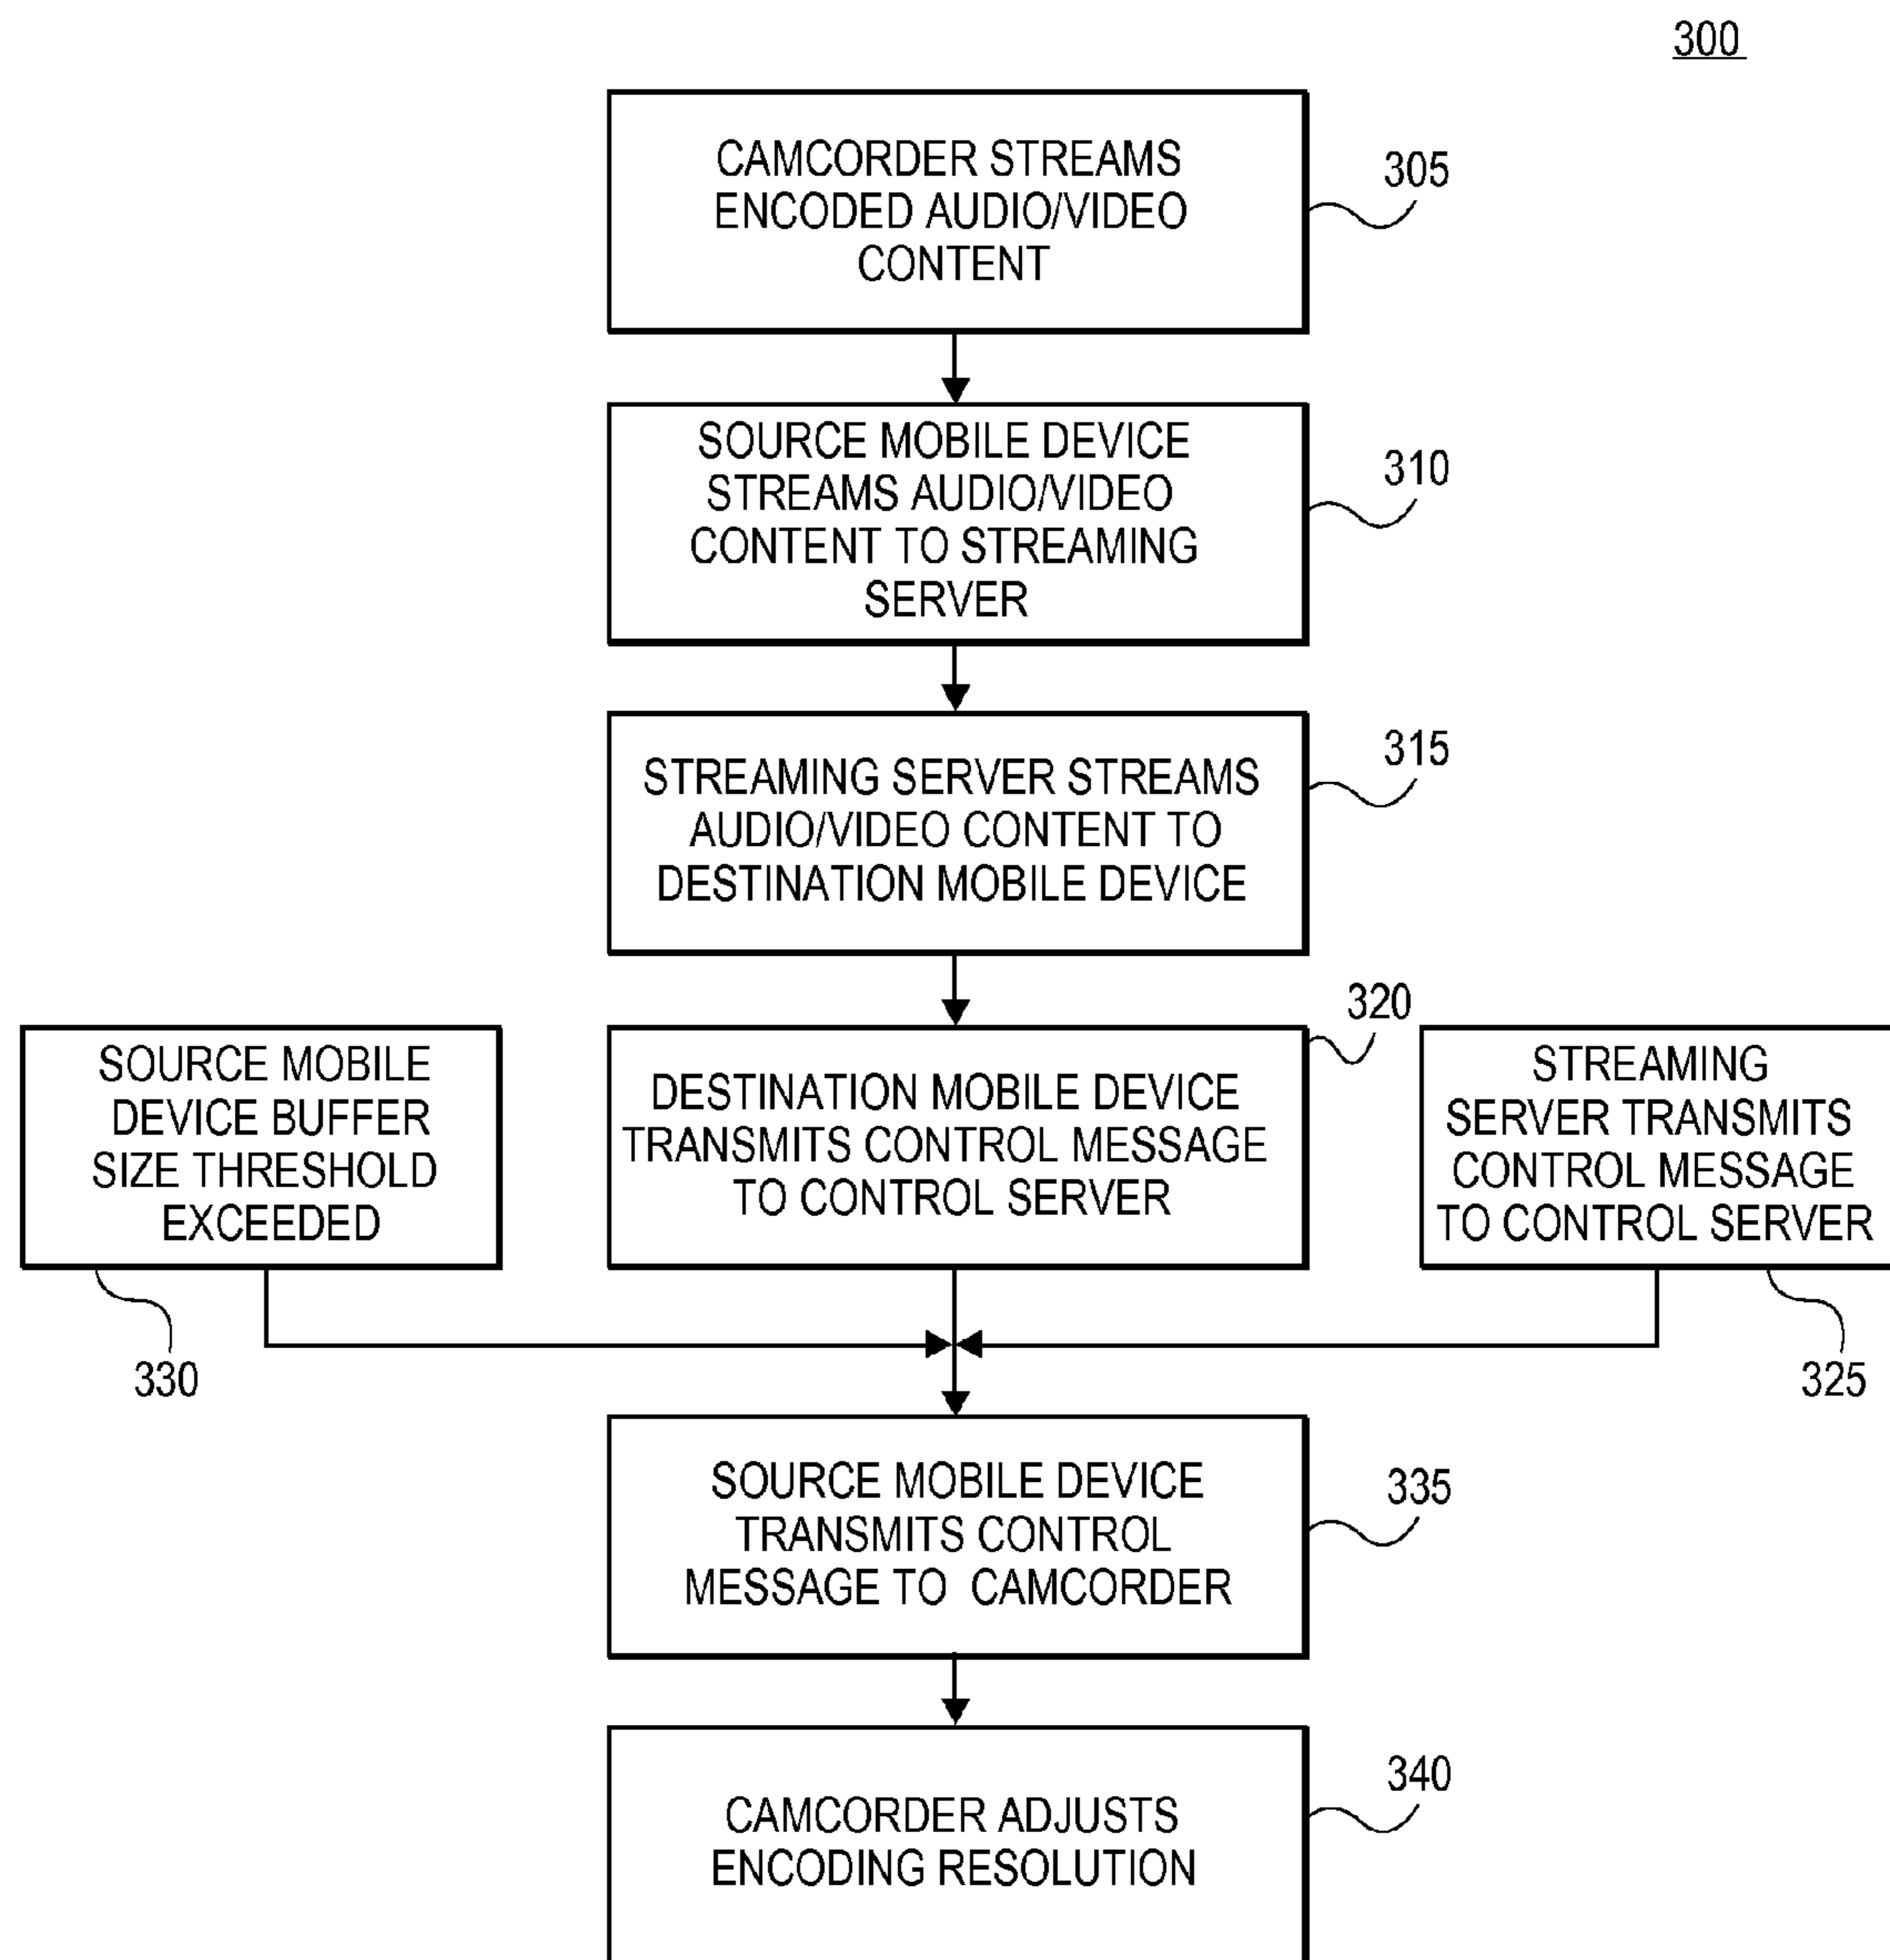 300
CAMCORDER STREAMS
ENCODED AUDIO/VIDEO
CONTENT
305
SOURCE MOBILE DEVICE
STREAMS AUDIO/VIDEO
CONTENT TO STREAMING
SERVER
310
STREAMING SERVER STREAMS
AUDIO/VIDEO CONTENT TO
DESTINATION MOBILE DEVICE
315
SOURCE MOBILE
DEVICE BUFFER
SIZE THRESHOLD
EXCEEDED
330
DESTINATION MOBILE DEVICE
TRANSMITS CONTROL MESSAGE
TO CONTROL SERVER
320
STREAMING
SERVER TRANSMITS
CONTROL MESSAGE
TO CONTROL SERVER
325
SOURCE MOBILE DEVICE
TRANSMITS CONTROL
MESSAGE TO CAMCORDER
335
CAMCORDER ADJUSTS
ENCODING RESOLUTION
340